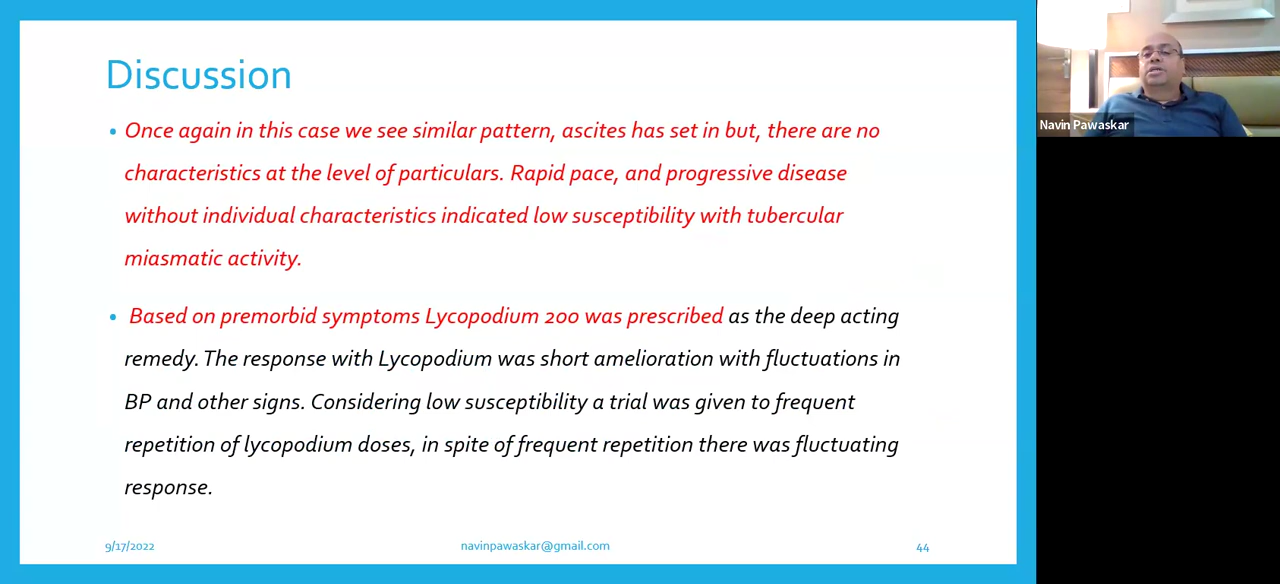 Discussion
• Once again in this case we see similar pattern, ascites has set in but, there are no
characteristics at the level of particulars. Rapid pace, and progressive disease
without individual characteristics indicated low susceptibility with tubercular
miasmatic activity.
• Based on premorbid symptoms Lycopodium 200 was prescribed as the deep acting
remedy. The response with Lycopodium was short amelioration with fluctuations in
BP and other signs. Considering low susceptibility a trial was given to frequent
repetition of lycopodium doses, in spite of frequent repetition there was fluctuating
response.
9/17/2022 navinpawaskar@gmail.com 44
Navin Pawaskar